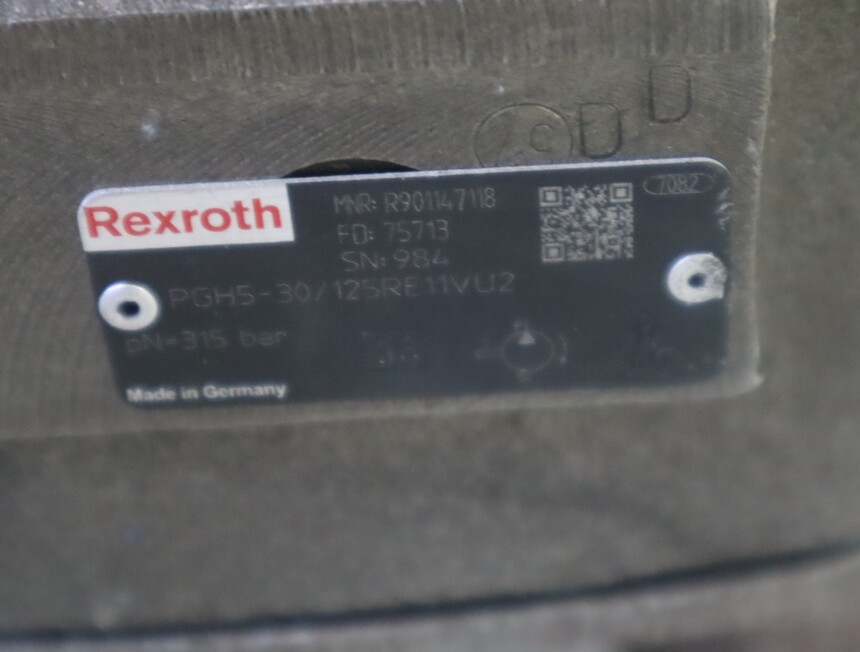 Rexroth
MNR: R901147118
7082
FD: 75713
SN: 984
PGH5-30/125RE11VU2
pN=315 bar
Made in Germany
D D